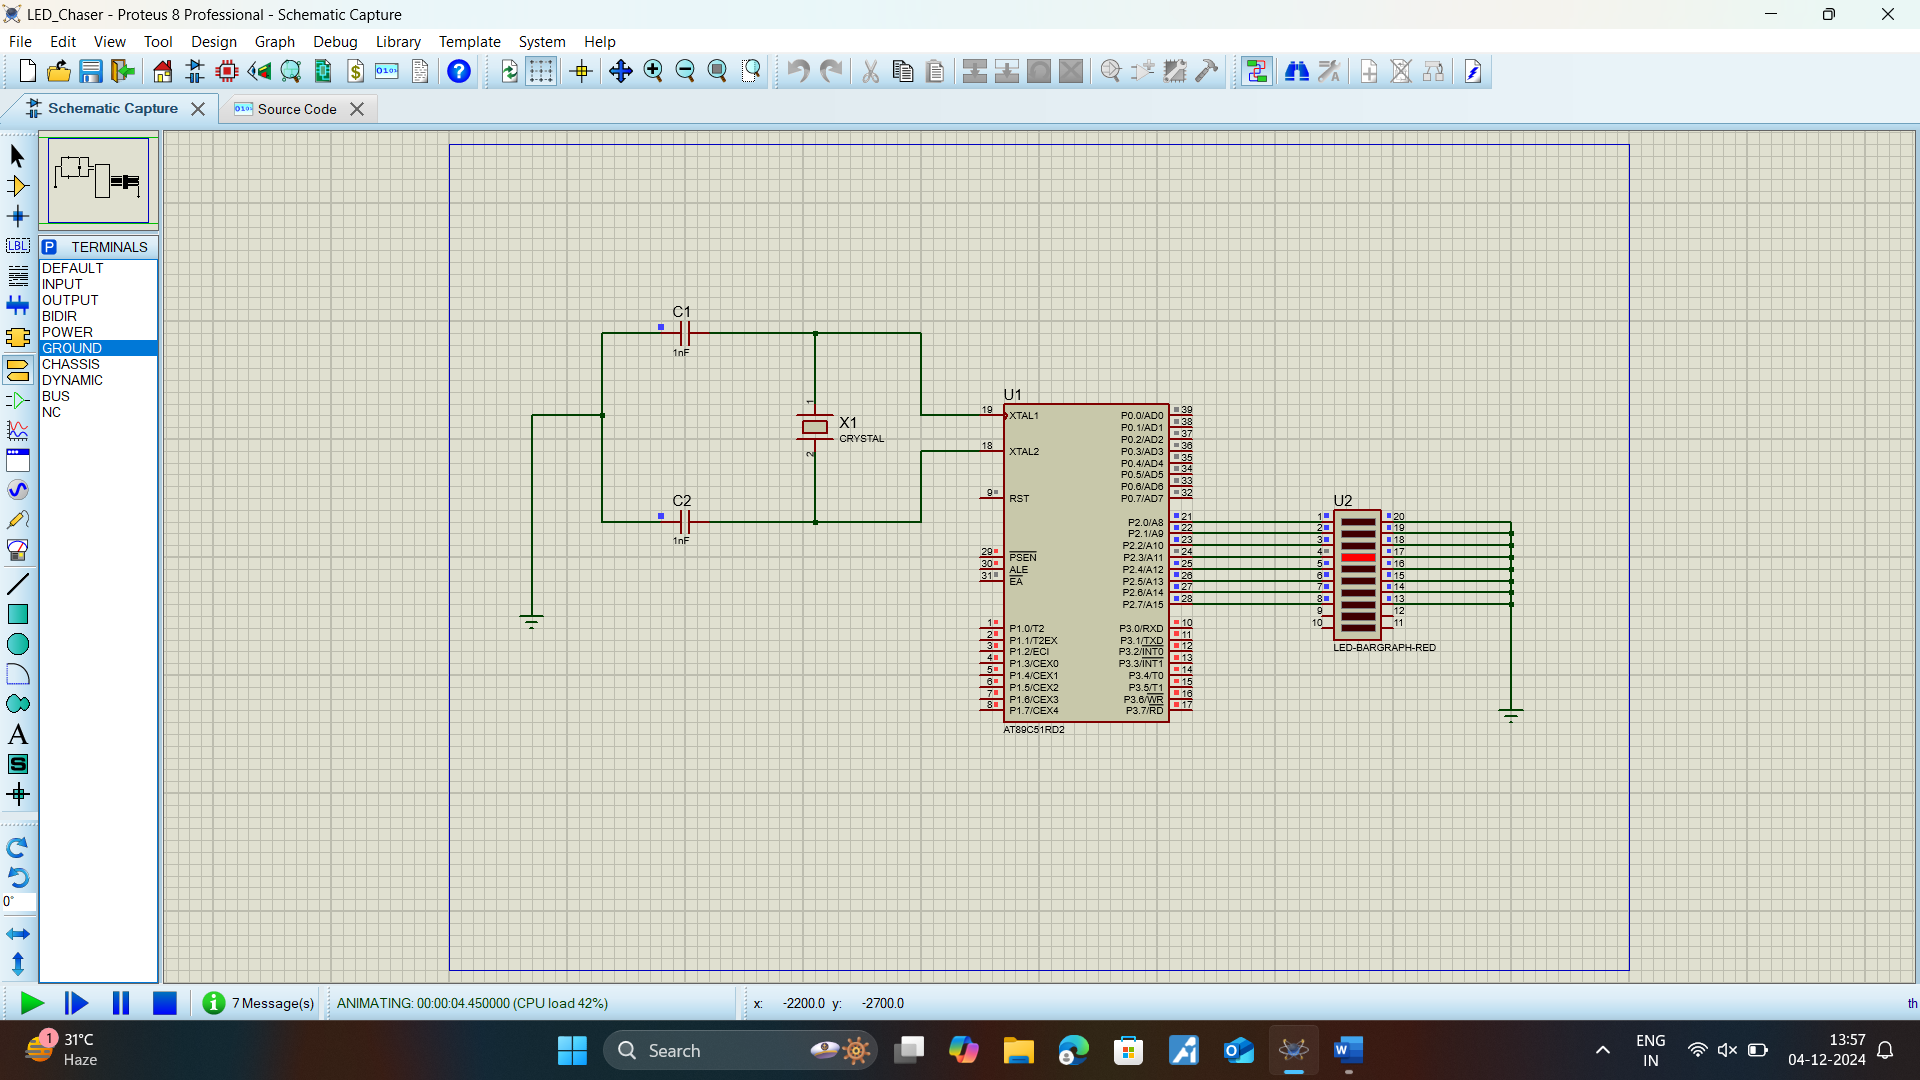 LED_Chaser - Proteus 8 Professional - Schematic Capture
File Edit View Tool Design Graph Debug Library Template System Help
Schematic Capture
Source Code
LBL
P TERMINALS
DEFAULT
INPUT
OUTPUT
BIDIR
POWER
GROUND
CHASSIS
DYNAMIC
BUS
NC
A
S
0°
C1
1nF
C2
1nF
1
X1
CRYSTAL
2
U1
19 XTAL1
18 XTAL2
9 RST
29 PSEN
30 ALE
31 EA
1 P1.0/T2
2 P1.1/T2EX
3 P1.2/ECI
4 P1.3/CEX0
5 P1.4/CEX1
6 P1.5/CEX2
7 P1.6/CEX3
8 P1.7/CEX4
P0.0/AD0 39
P0.1/AD1 38
P0.2/AD2 37
P0.3/AD3 36
P0.4/AD4 35
P0.5/AD5 34
P0.6/AD6 33
P0.7/AD7 32
P2.0/A8 21
P2.1/A9 22
P2.2/A10 23
P2.3/A11 24
P2.4/A12 25
P2.5/A13 26
P2.6/A14 27
P2.7/A15 28
P3.0/RXD 10
P3.1/TXD 11
P3.2/INT0 12
P3.3/INT1 13
P3.4/T0 14
P3.5/T1 15
P3.6/WR 16
P3.7/RD 17
AT89C51RD2
U2
1 20
2 19
3 18
4 17
5 16
6 15
7 14
8 13
9 12
10 11
LED-BARGRAPH-RED
7 Message(s)
ANIMATING: 00:00:04.450000 (CPU load 42%)
x: -2200.0 y: -2700.0
th
1
31°C
Haze
Search
ENG
IN
13:57
04-12-2024